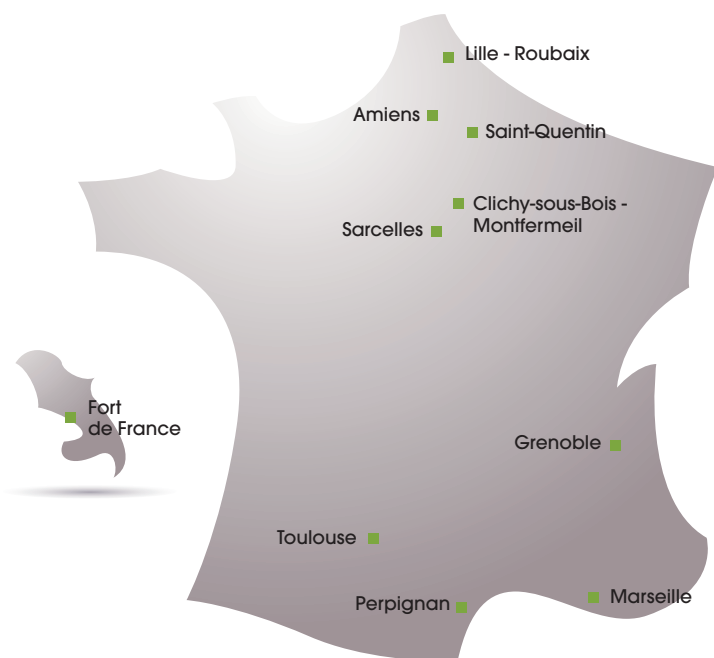 Lille - Roubaix
Amiens
Saint-Quentin
Clichy-sous-Bois -
Montfermeil
Sarcelles
Fort
de France
Grenoble
Toulouse
Perpignan
Marseille